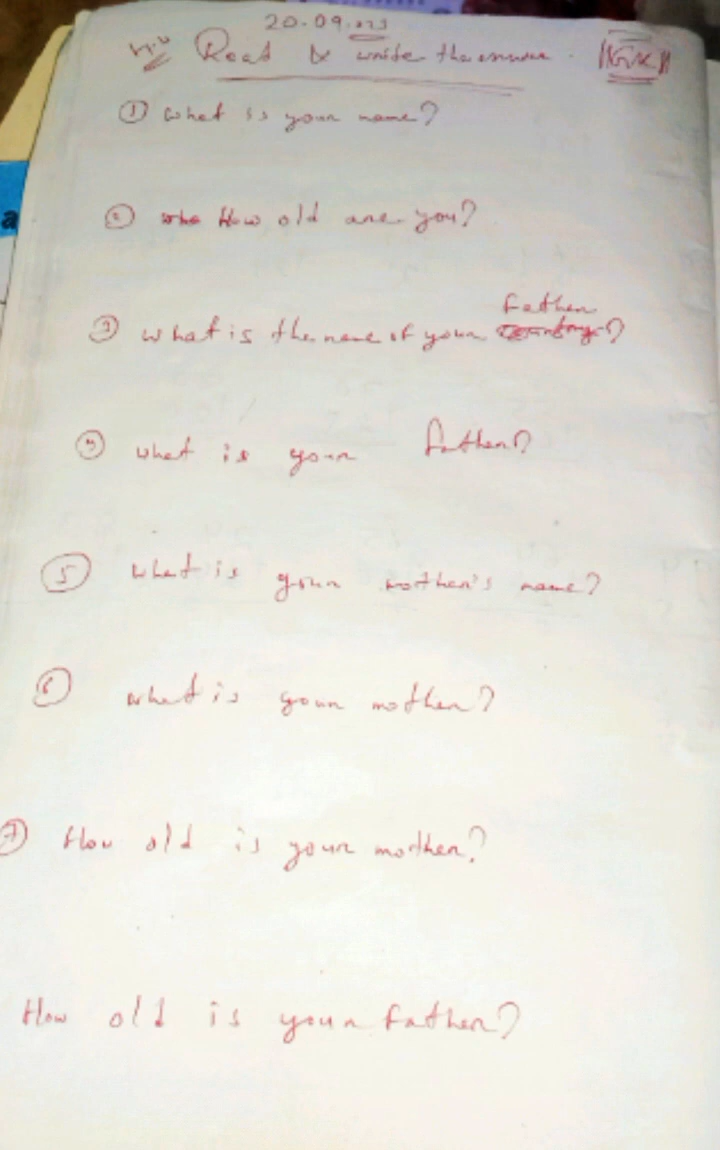 20.09.023
H.W Read & write the answer. ||GK||
① What is your name?
② How old are you?
father
③ What is the name of your ?
④ what is your father?
⑤ What is your mother's name?
⑥ what is your mother?
⑦ How old is your mother?
How old is your father?
a